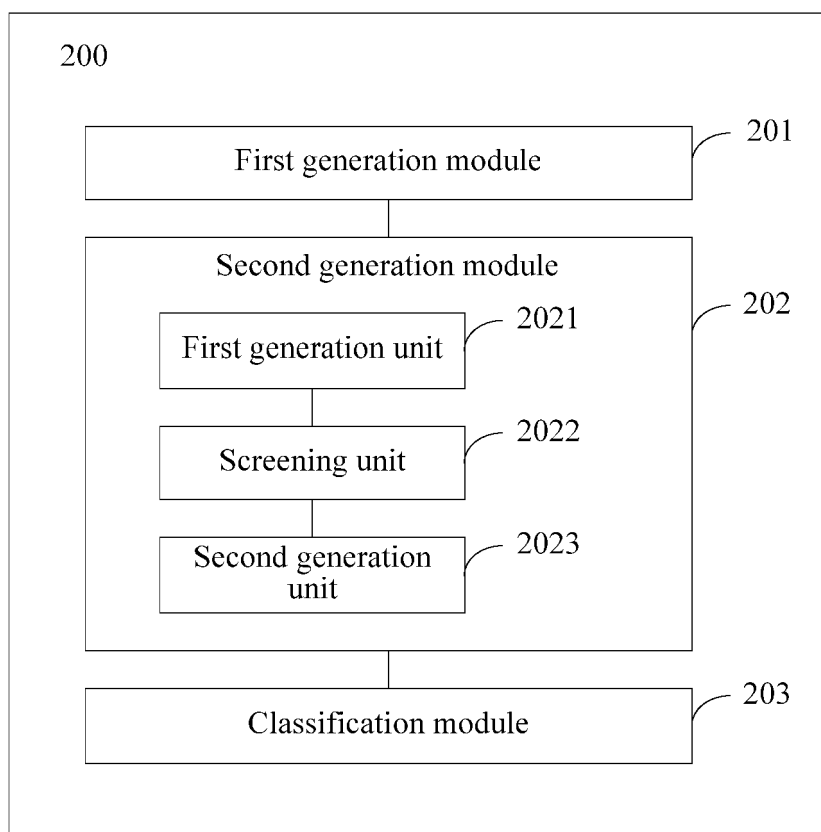 200
201
First generation module
Second generation module
202
2021
First generation unit
2022
Screening unit
2023
Second generation
unit
203
Classification module